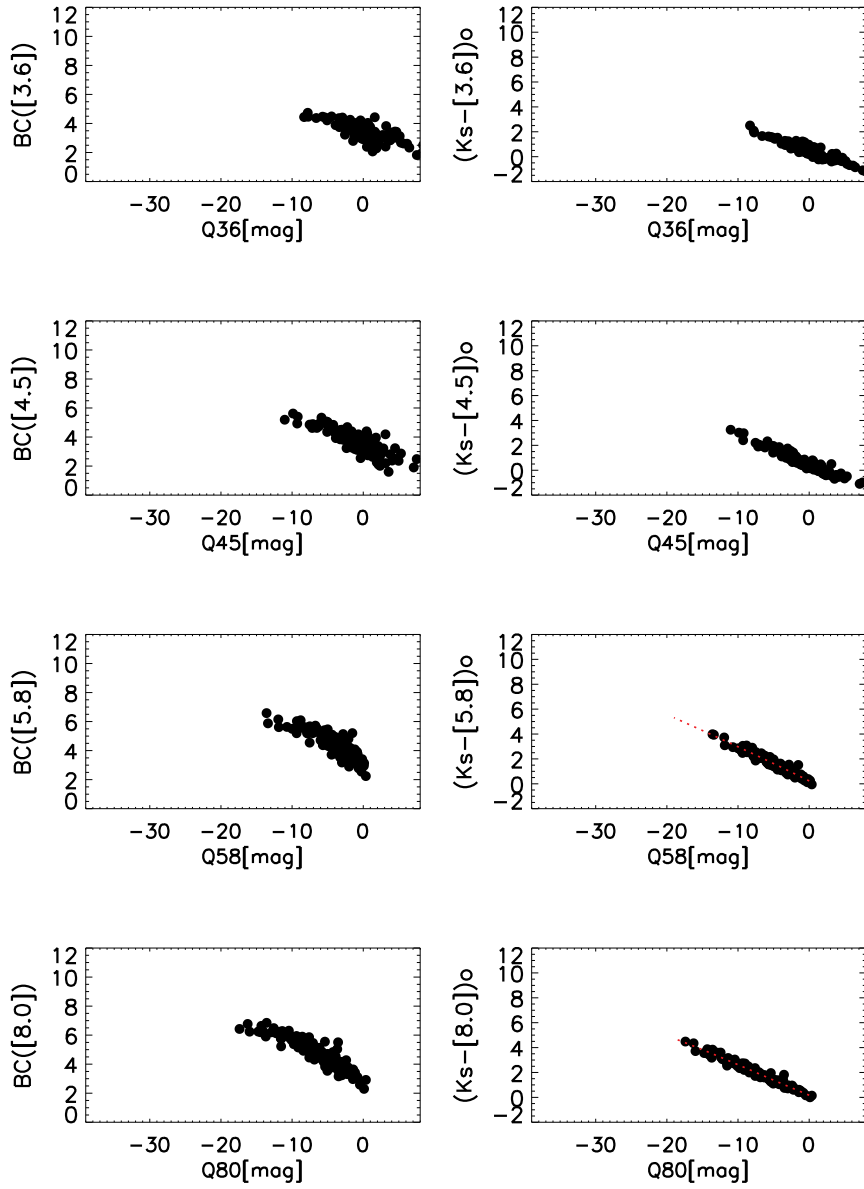 12
10
8
6
4
2
0
BC([3.6])
−30 −20 −10 0
Q36[mag]
12
10
8
6
4
2
0
−2
(Ks−[3.6])o
−30 −20 −10 0
Q36[mag]
12
10
8
6
4
2
0
BC([4.5])
−30 −20 −10 0
Q45[mag]
12
10
8
6
4
2
0
−2
(Ks−[4.5])o
−30 −20 −10 0
Q45[mag]
12
10
8
6
4
2
0
BC([5.8])
−30 −20 −10 0
Q58[mag]
12
10
8
6
4
2
0
−2
(Ks−[5.8])o
−30 −20 −10 0
Q58[mag]
12
10
8
6
4
2
0
BC([8.0])
−30 −20 −10 0
Q80[mag]
12
10
8
6
4
2
0
−2
(Ks−[8.0])o
−30 −20 −10 0
Q80[mag]